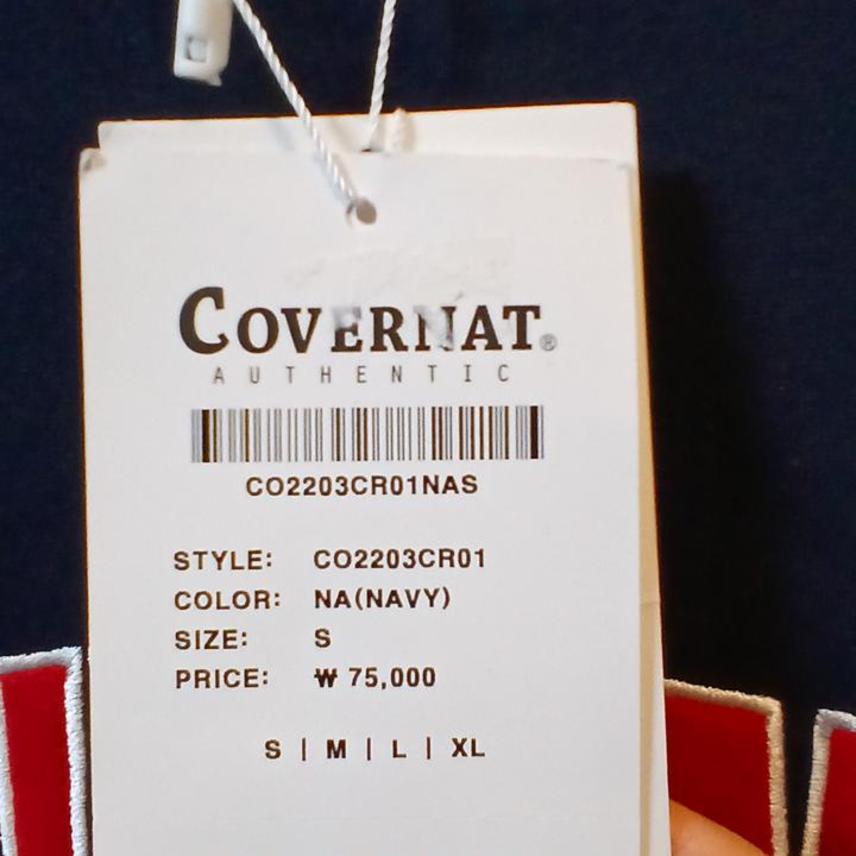 COVERNAT®
AUTHENTIC
CO2203CR01NAS
STYLE: CO2203CR01
COLOR: NA(NAVY)
SIZE: S
PRICE: ₩ 75,000
S | M | L | XL